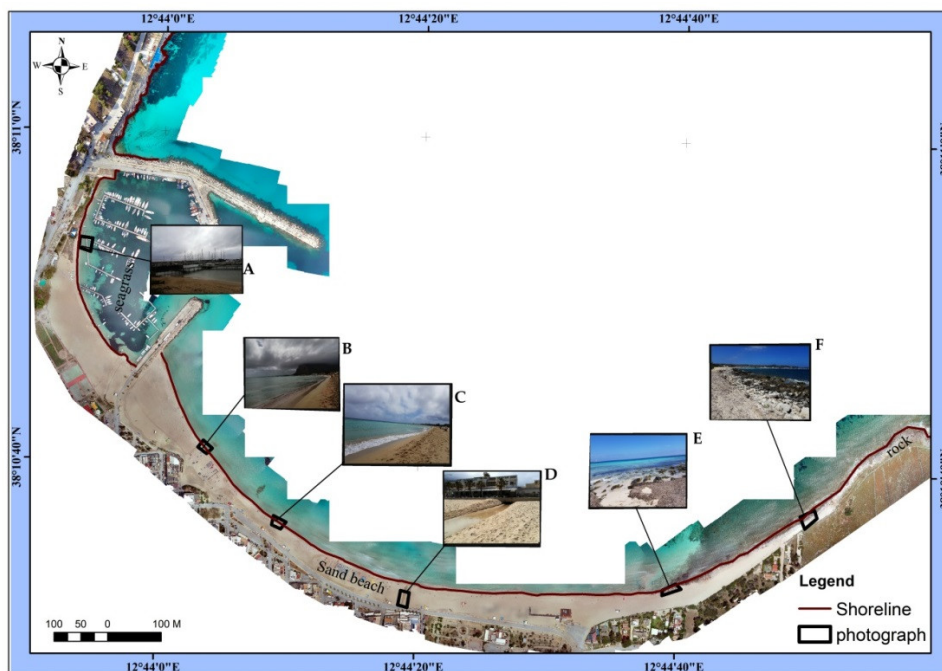 12°44'0"E
12°44'20"E
12°44'40"E
N
W
E
S
38°11'0"N
seagrass
A
B
C
D
E
F
38°10'40"N
Sand beach
rock
Legend
Shoreline
photograph
100 50 0 100 M
12°44'0"E
12°44'20"E
12°44'40"E